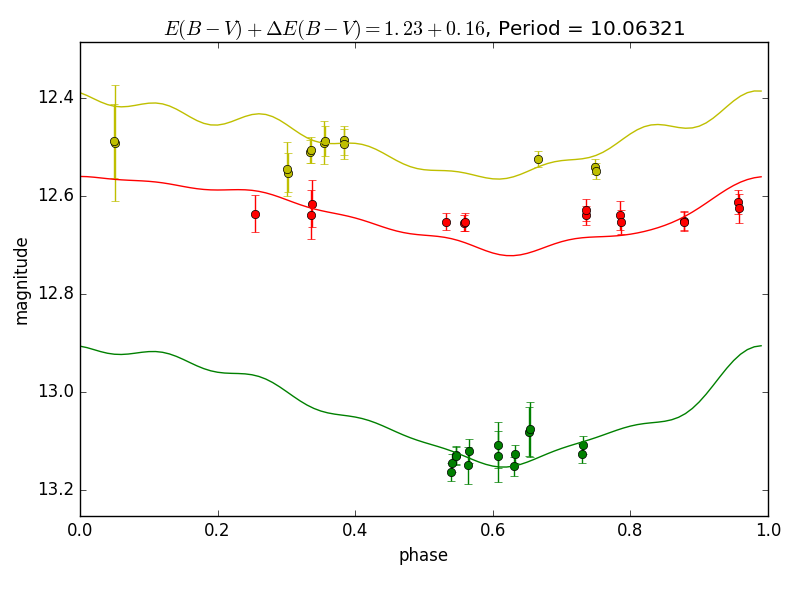 E(B − V) + ΔE(B − V) = 1.23 + 0.16, Period = 10.06321
12.4
12.6
12.8
13.0
13.2
magnitude
0.0 0.2 0.4 0.6 0.8 1.0
phase